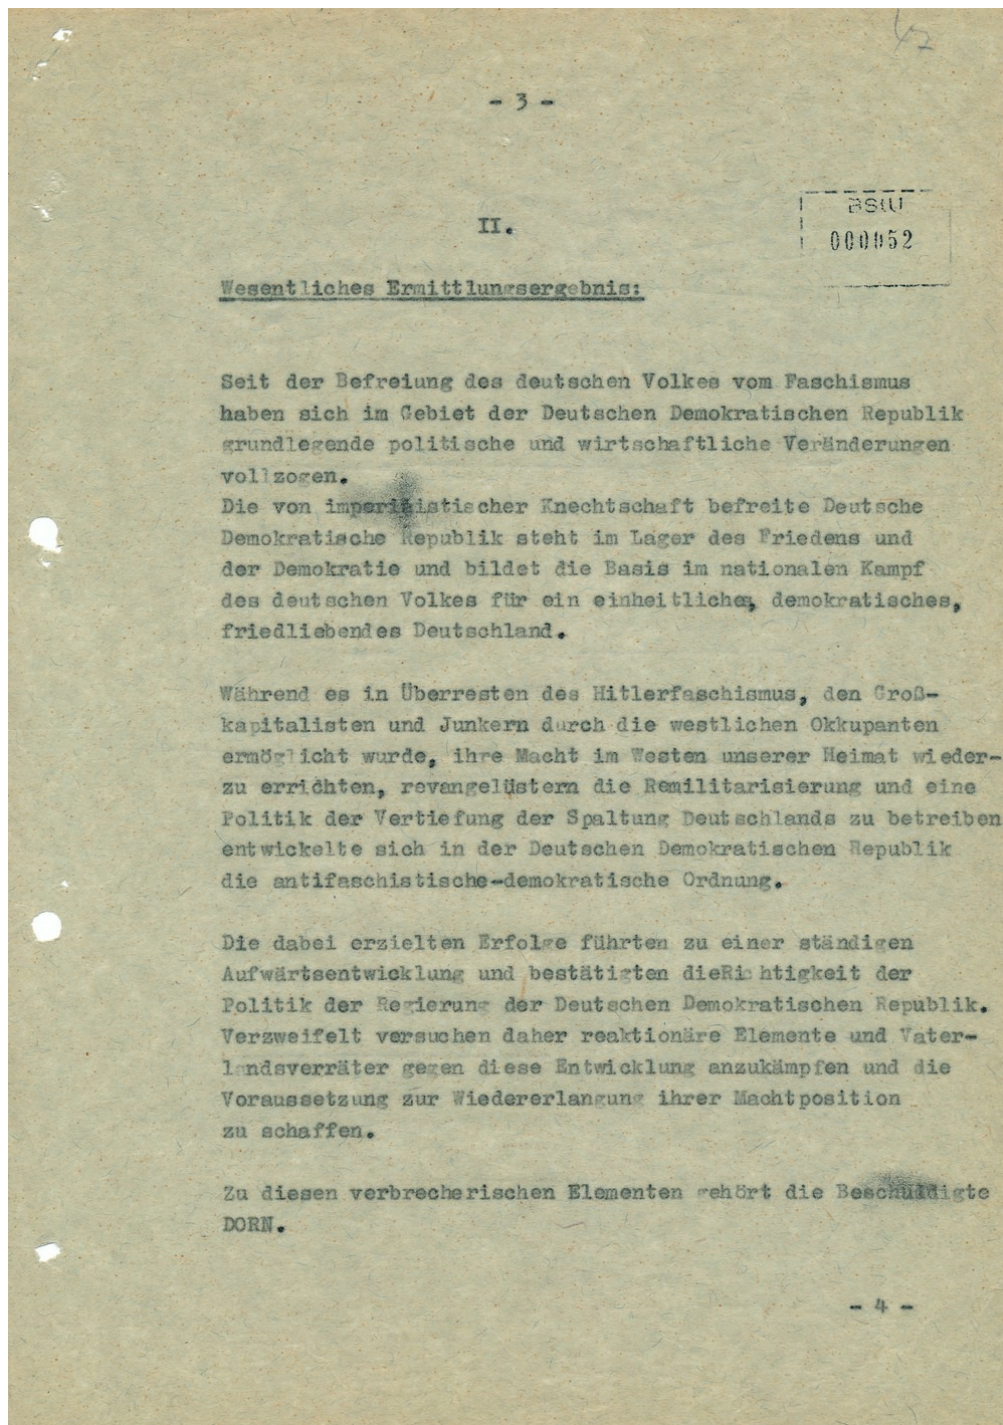 47
- 3 -
BStU
000052
II.
Wesentliches Ermittlungsergebnis:
Seit der Befreiung des deutschen Volkes vom Faschismus
haben sich im Gebiet der Deutschen Demokratischen Republik
grundlegende politische und wirtschaftliche Veränderungen
vollzogen.
Die von imperialistischer Knechtschaft befreite Deutsche
Demokratische Republik steht im Lager des Friedens und
der Demokratie und bildet die Basis im nationalen Kampf
des deutschen Volkes für ein einheitliches, demokratisches,
friedliebendes Deutschland.
Während es in Überresten des Hitlerfaschismus, den Groß-
kapitalisten und Junkern durch die westlichen Okkupanten
ermöglicht wurde, ihre Macht im Westen unserer Heimat wieder-
zu errichten, revangelüstern die Remilitarisierung und eine
Politik der Vertiefung der Spaltung Deutschlands zu betreiben
entwickelte sich in der Deutschen Demokratischen Republik
die antifaschistische-demokratische Ordnung.
Die dabei erzielten Erfolge führten zu einer ständigen
Aufwärtsentwicklung und bestätigten dieRichtigkeit der
Politik der Regierung der Deutschen Demokratischen Republik.
Verzweifelt versuchen daher reaktionäre Elemente und Vater-
landsverräter gegen diese Entwicklung anzukämpfen und die
Voraussetzung zur Wiedererlangung ihrer Machtposition
zu schaffen.
Zu diesen verbrecherischen Elementen gehört die Beschuldigte
DORN.
- 4 -